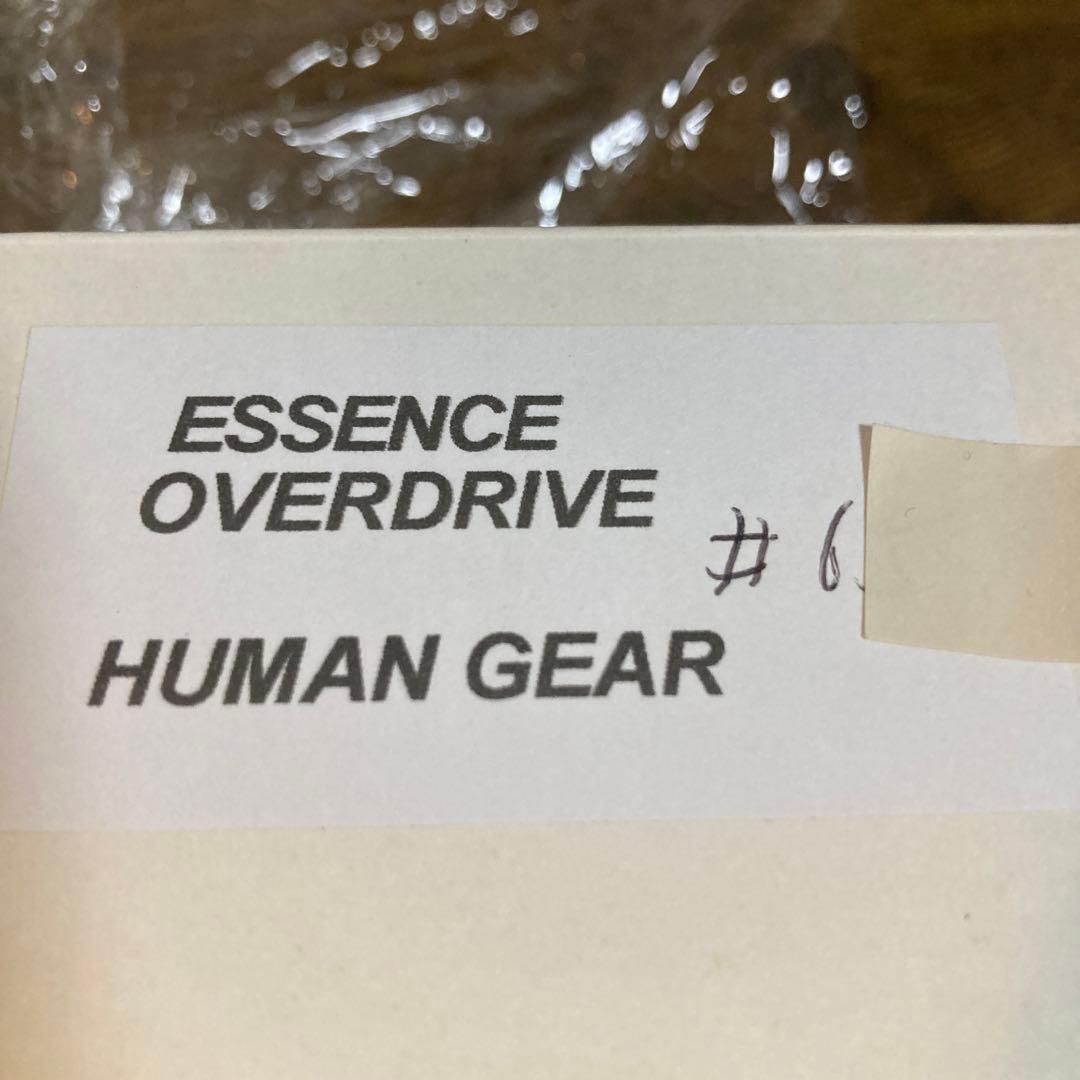 ESSENCE
OVERDRIVE
# 6
HUMAN GEAR